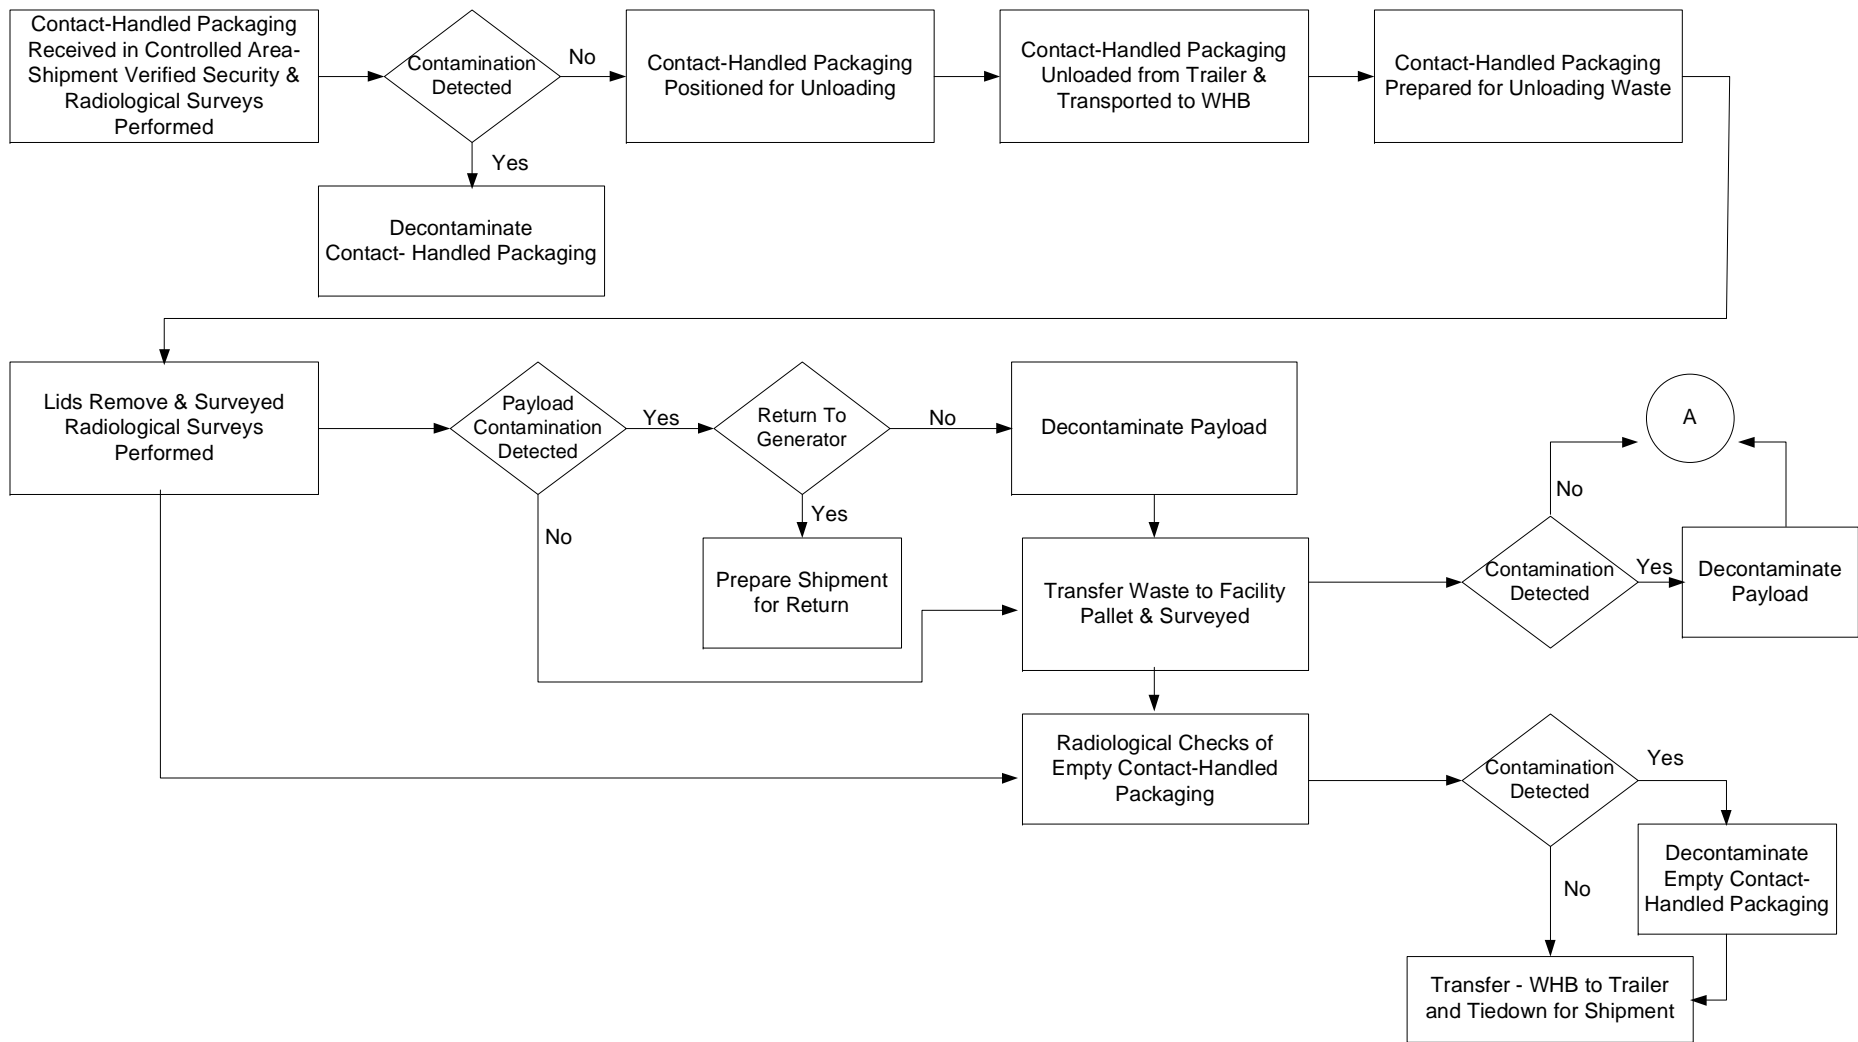 Contact-Handled Packaging
Received in Controlled Area-
Shipment Verified Security &
Radiological Surveys
Performed
Contamination
Detected
No
Yes
Contact-Handled Packaging
Positioned for Unloading
Contact-Handled Packaging
Unloaded from Trailer &
Transported to WHB
Contact-Handled Packaging
Prepared for Unloading Waste
Decontaminate
Contact- Handled Packaging
Lids Remove & Surveyed
Radiological Surveys
Performed
Payload
Contamination
Detected
Yes
No
Return To
Generator
No
Yes
Decontaminate Payload
Prepare Shipment
for Return
Transfer Waste to Facility
Pallet & Surveyed
A
No
Contamination
Detected
Yes
Decontaminate
Payload
Radiological Checks of
Empty Contact-Handled
Packaging
Contamination
Detected
Yes
No
Decontaminate
Empty Contact-
Handled Packaging
Transfer - WHB to Trailer
and Tiedown for Shipment